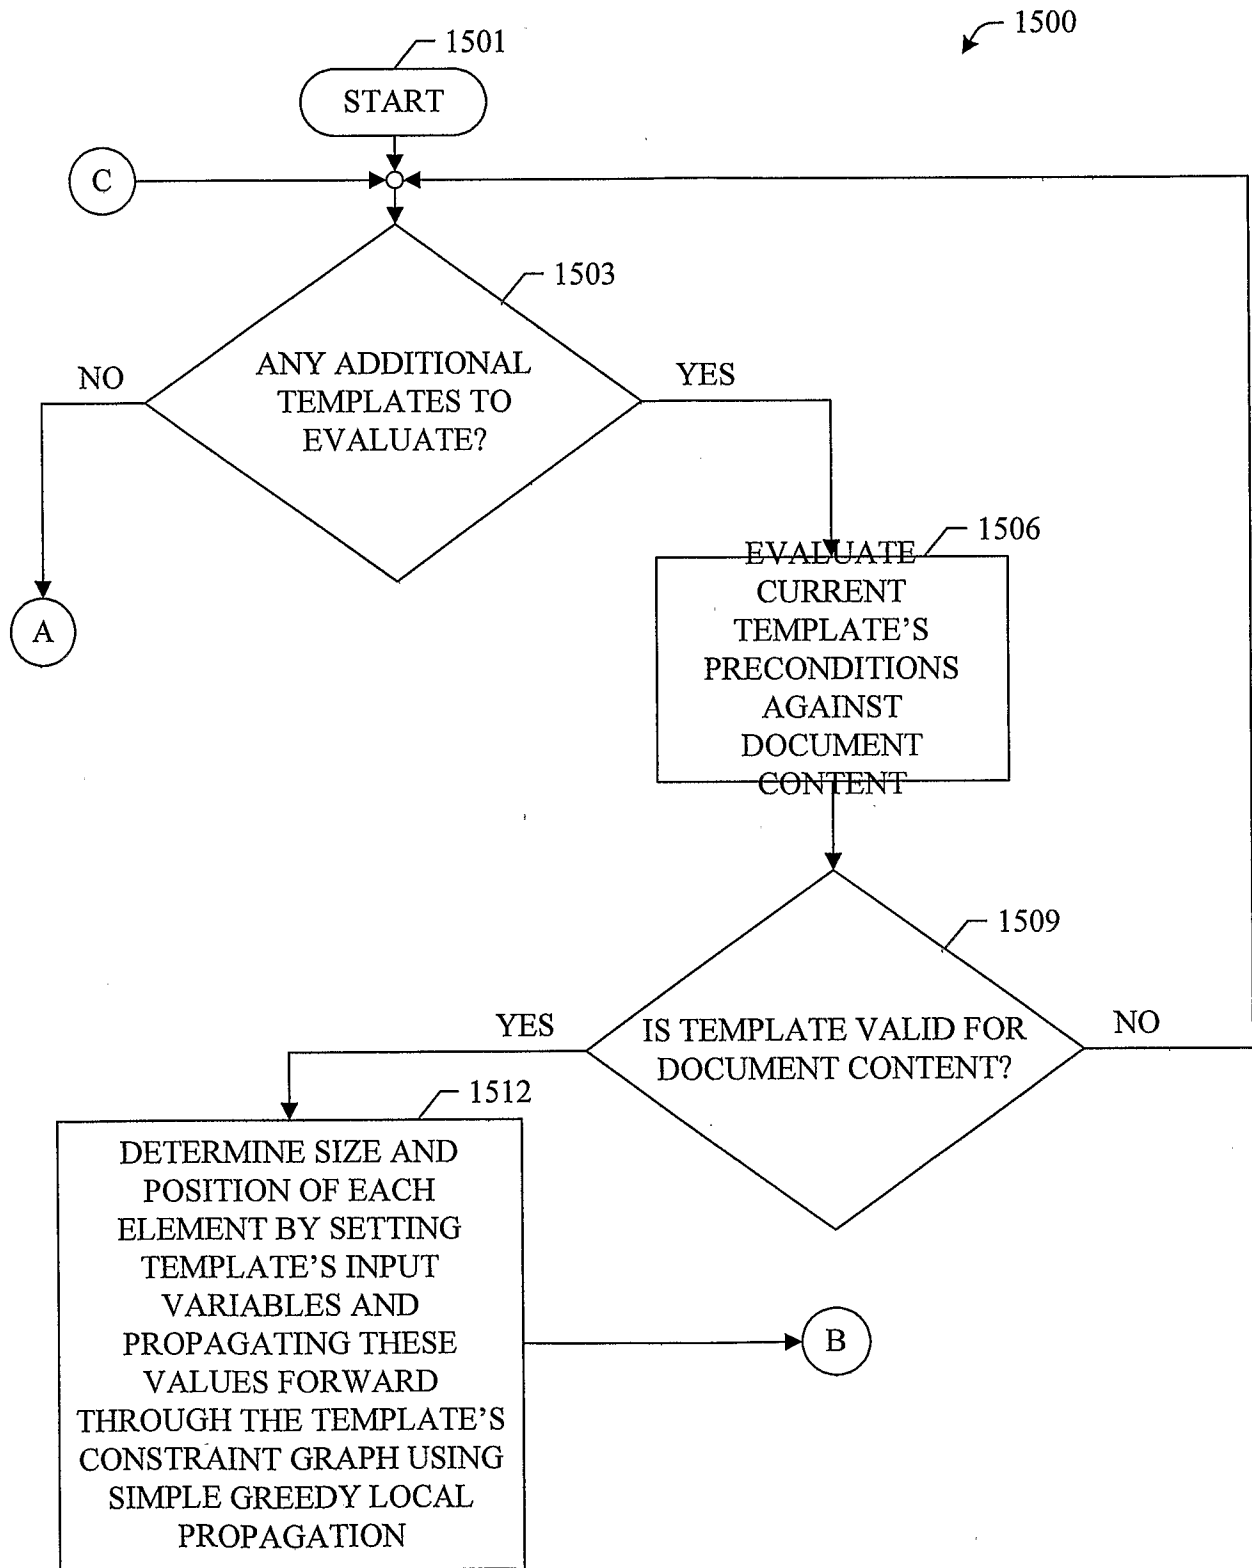 1500
1501
START
C
1503
ANY ADDITIONAL
TEMPLATES TO
EVALUATE?
NO
YES
A
1506
EVALUATE
CURRENT
TEMPLATE'S
PRECONDITIONS
AGAINST
DOCUMENT
CONTENT
1509
IS TEMPLATE VALID FOR
DOCUMENT CONTENT?
YES
NO
1512
DETERMINE SIZE AND
POSITION OF EACH
ELEMENT BY SETTING
TEMPLATE'S INPUT
VARIABLES AND
PROPAGATING THESE
VALUES FORWARD
THROUGH THE TEMPLATE'S
CONSTRAINT GRAPH USING
SIMPLE GREEDY LOCAL
PROPAGATION
B